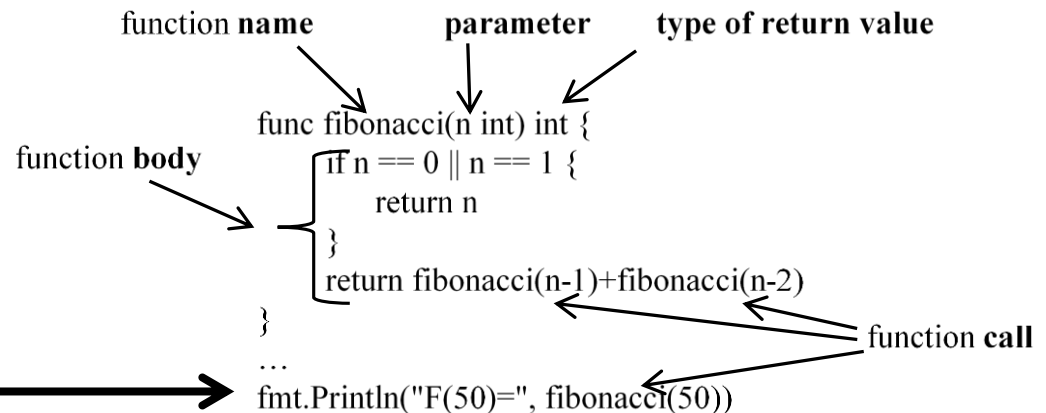 function name parameter type of return value
func fibonacci(n int) int {
function body
if n == 0 || n == 1 {
return n
}
return fibonacci(n-1)+fibonacci(n-2)
}
function call
…
fmt.Println("F(50)=", fibonacci(50))